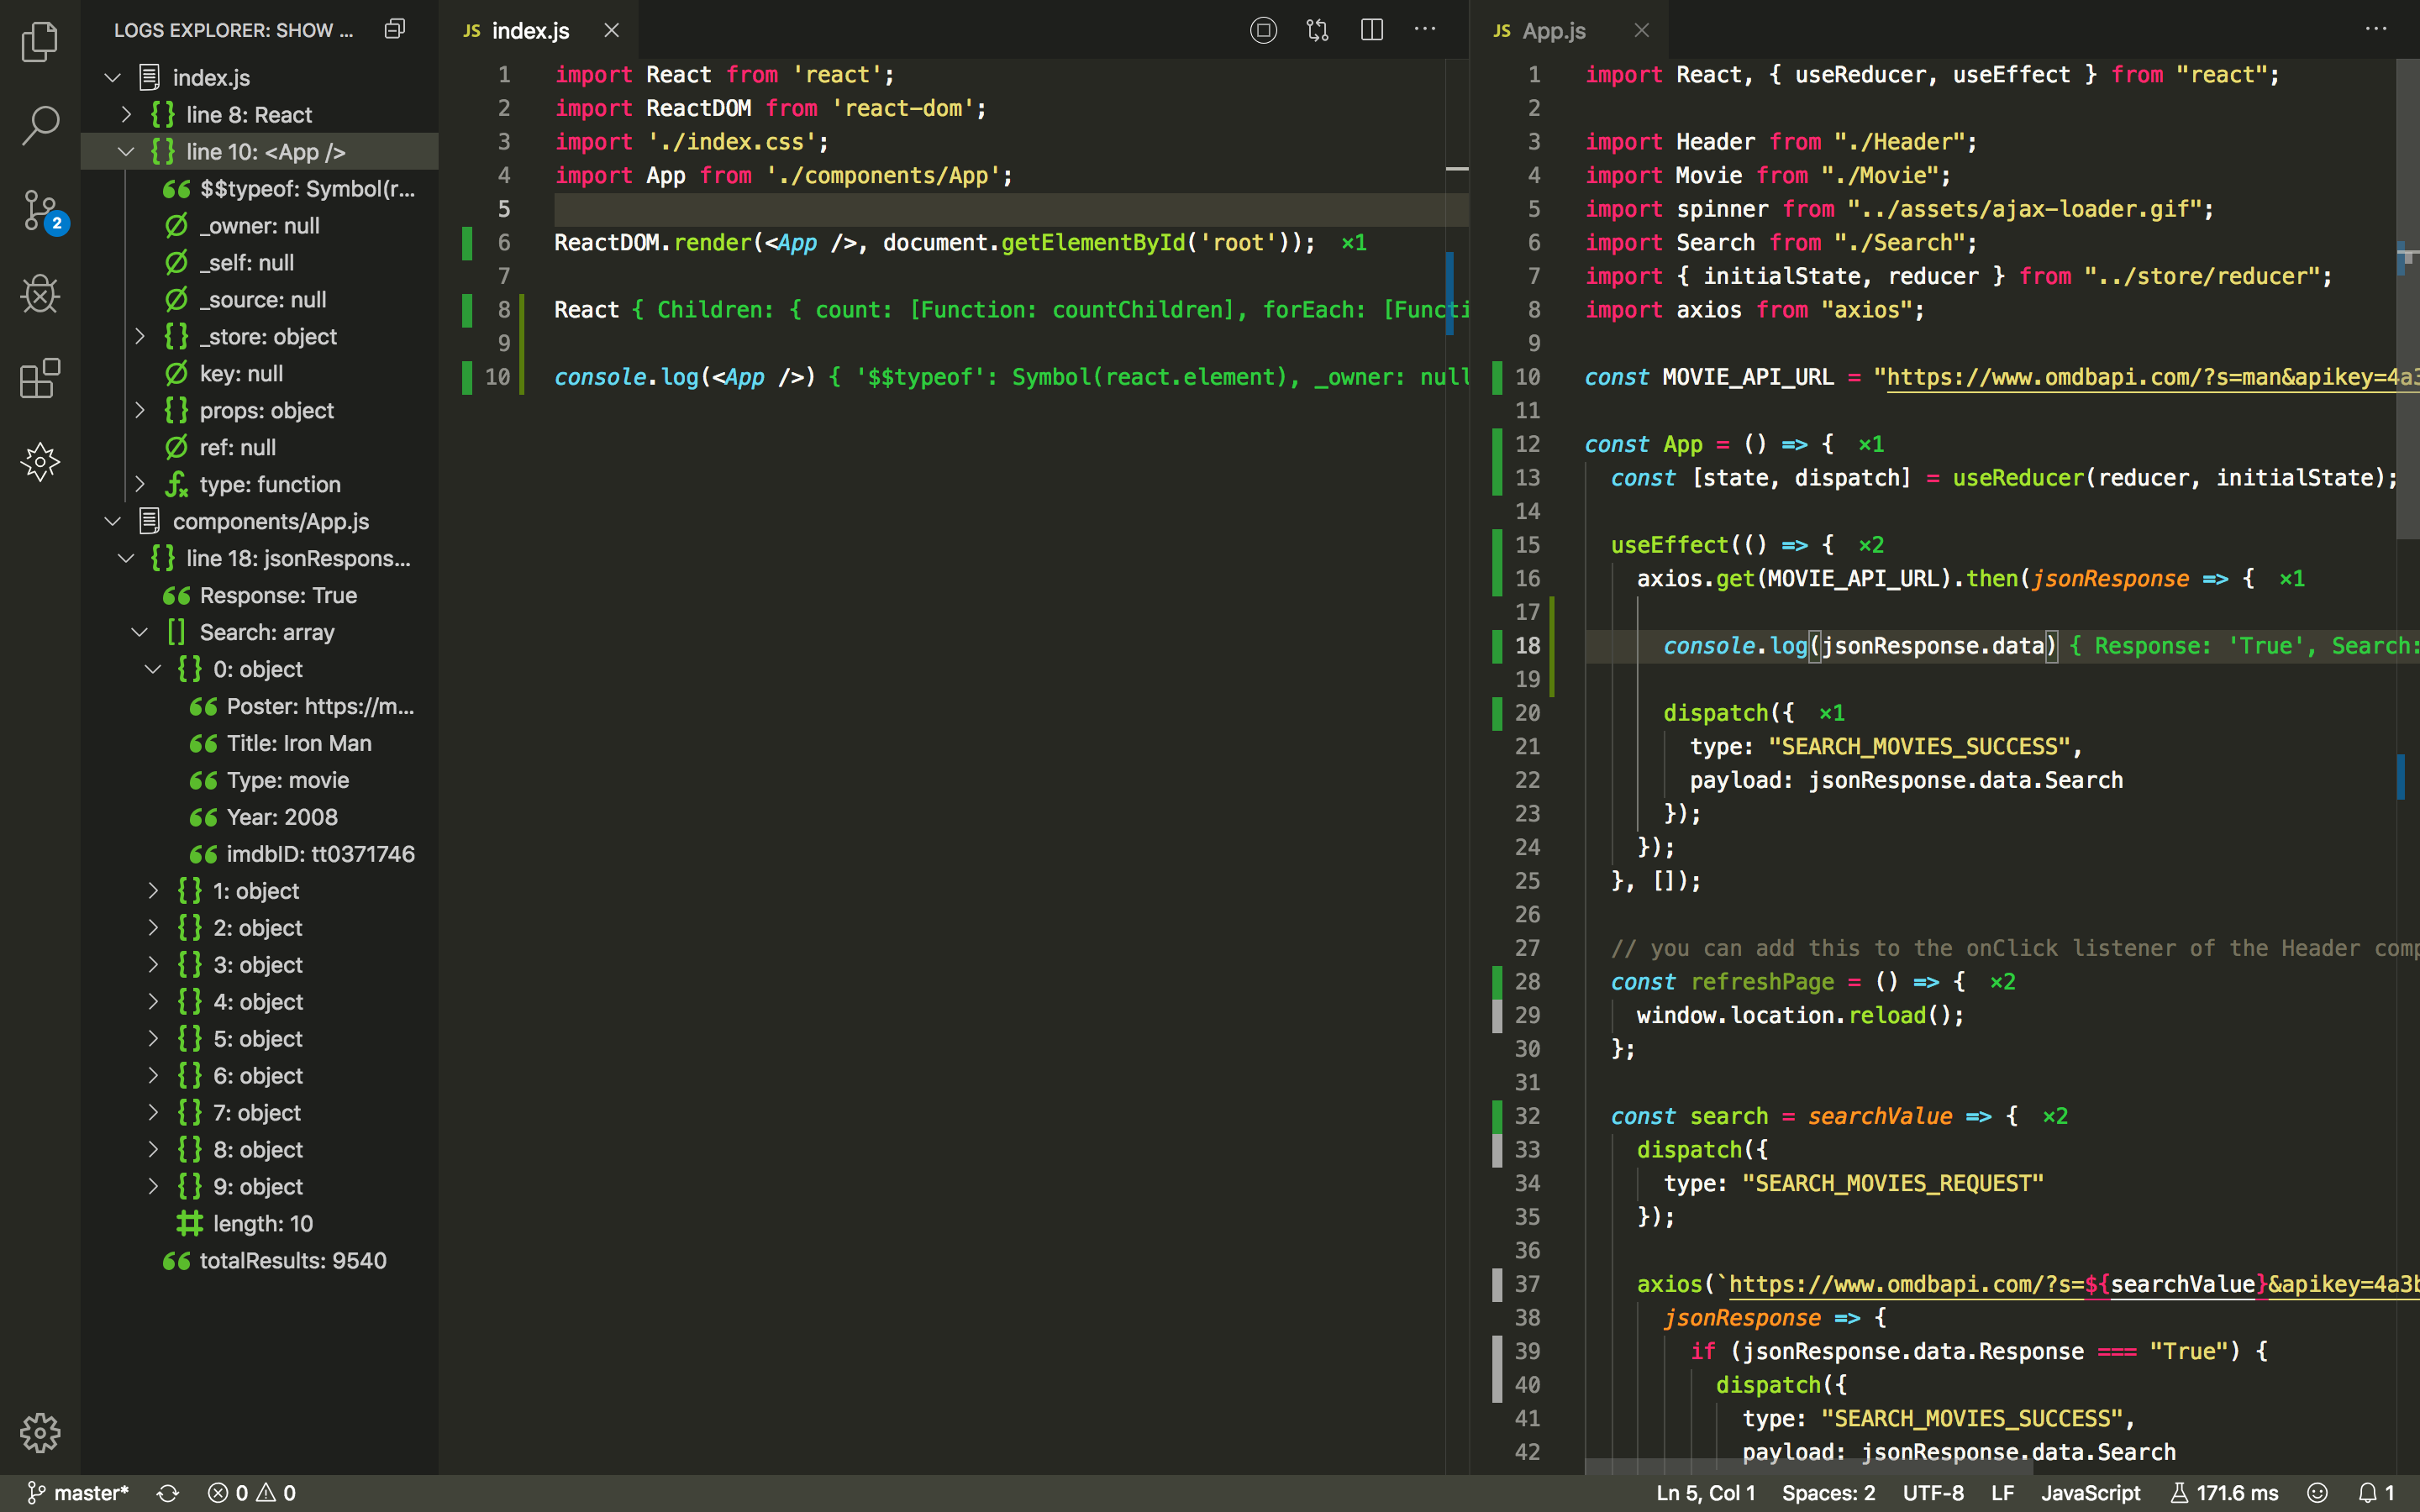 LOGS EXPLORER: SHOW ...
index.js
line 8: React
line 10: <App />
$$typeof: Symbol(r...
_owner: null
_self: null
_source: null
_store: object
key: null
props: object
ref: null
type: function
components/App.js
line 18: jsonRespons...
Response: True
Search: array
0: object
Poster: https://m...
Title: Iron Man
Type: movie
Year: 2008
imdbID: tt0371746
1: object
2: object
3: object
4: object
5: object
6: object
7: object
8: object
9: object
length: 10
totalResults: 9540
2
JS index.js
1 import React from 'react';
2 import ReactDOM from 'react-dom';
3 import './index.css';
4 import App from './components/App';
5
6 ReactDOM.render(<App />, document.getElementById('root')); ×1
7
8 React { Children: { count: [Function: countChildren], forEach: [Functi
9
10 console.log(<App />) { '$$typeof': Symbol(react.element), _owner: null
JS App.js
1 import React, { useReducer, useEffect } from "react";
2
3 import Header from "./Header";
4 import Movie from "./Movie";
5 import spinner from "../assets/ajax-loader.gif";
6 import Search from "./Search";
7 import { initialState, reducer } from "../store/reducer";
8 import axios from "axios";
9
10 const MOVIE_API_URL = "https://www.omdbapi.com/?s=man&apikey=4a3
11
12 const App = () => { ×1
13 const [state, dispatch] = useReducer(reducer, initialState);
14
15 useEffect(() => { ×2
16 axios.get(MOVIE_API_URL).then(jsonResponse => { ×1
17
18 console.log(jsonResponse.data) { Response: 'True', Search:
19
20 dispatch({ ×1
21 type: "SEARCH_MOVIES_SUCCESS",
22 payload: jsonResponse.data.Search
23 });
24 });
25 }, []);
26
27 // you can add this to the onClick listener of the Header comp
28 const refreshPage = () => { ×2
29 window.location.reload();
30 };
31
32 const search = searchValue => { ×2
33 dispatch({
34 type: "SEARCH_MOVIES_REQUEST"
35 });
36
37 axios(`https://www.omdbapi.com/?s=${searchValue}&apikey=4a3b
38 jsonResponse => {
39 if (jsonResponse.data.Response === "True") {
40 dispatch({
41 type: "SEARCH_MOVIES_SUCCESS",
42 payload: jsonResponse.data.Search
master* 0 0 Ln 5, Col 1 Spaces: 2 UTF-8 LF JavaScript 171.6 ms 1